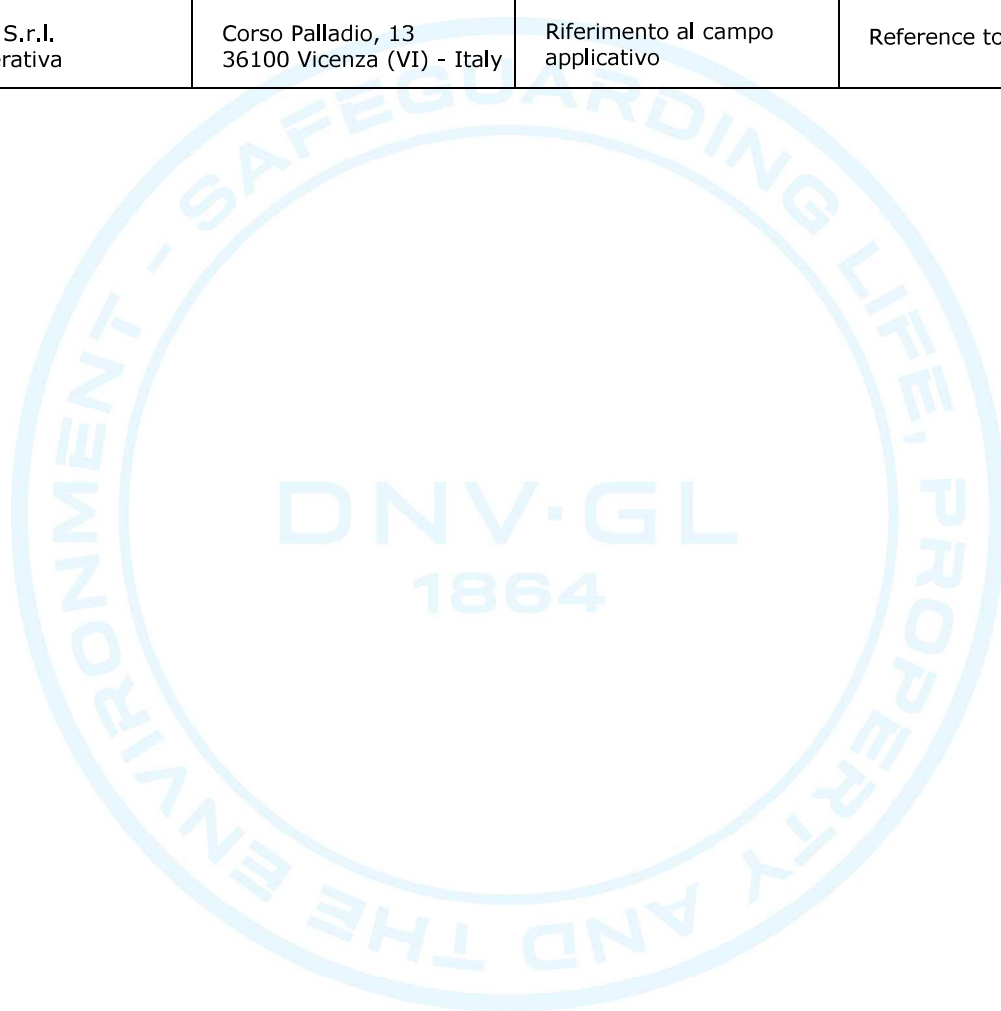 S.r.l.
erativa
Corso Palladio, 13
36100 Vicenza (VI) - Italy
Riferimento al campo
applicativo
Reference to
SAFEGUARDING LIFE, PROPERTY AND THE ENVIRONMENT -
DNV·GL
1864